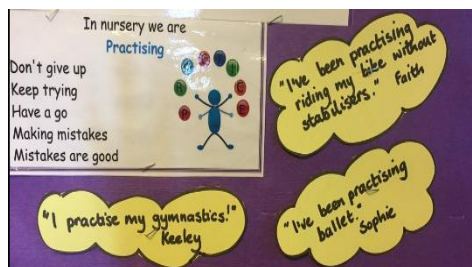 In nursery we are
Practising
Don't give up
Keep trying
Have a go
Making mistakes
Mistakes are good
P R A C T I C E
"I've been practising
riding my bike without
stabilisers." Faith
"I practise my gymnastics!"
Keeley
"I've been practising
ballet." Sophie